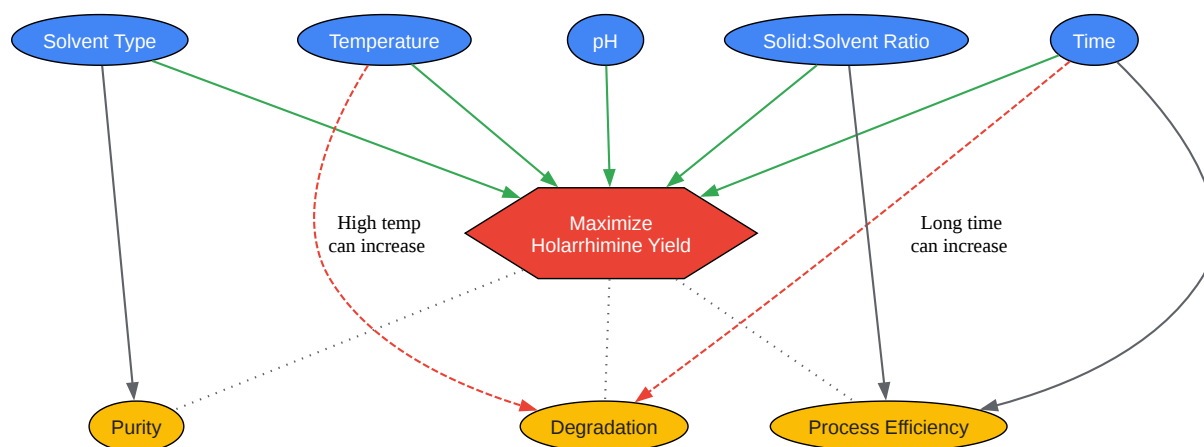 Solvent Type
Temperature
pH
Solid:Solvent Ratio
Time
High temp
can increase
Maximize
Holarrhimine Yield
Long time
can increase
Purity
Degradation
Process Efficiency